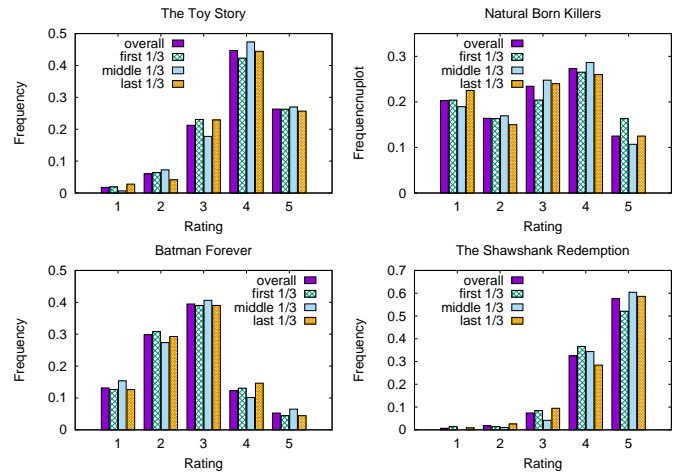 The Toy Story
Frequency
0.5
0.4
0.3
0.2
0.1
0
overall
first 1/3
middle 1/3
last 1/3
1 2 3 4 5
Rating
Natural Born Killers
Frequencnuplot
0.3
0.2
0.1
0
overall
first 1/3
middle 1/3
last 1/3
1 2 3 4 5
Rating
Batman Forever
Frequency
0.5
0.4
0.3
0.2
0.1
0
overall
first 1/3
middle 1/3
last 1/3
1 2 3 4 5
Rating
The Shawshank Redemption
Frequency
0.7
0.6
0.5
0.4
0.3
0.2
0.1
0
overall
first 1/3
middle 1/3
last 1/3
1 2 3 4 5
Rating